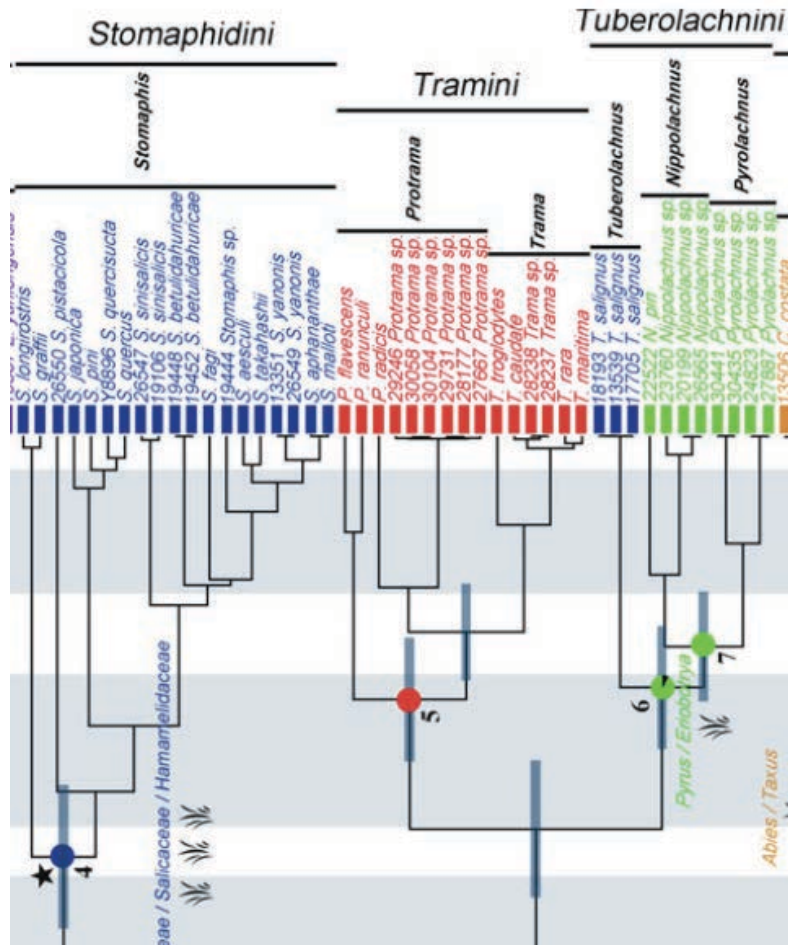 Stomaphidini
Tuberolachnini
Tramini
Stomaphis
Protrama
Trama
Tuberolachnus
Nippolachnus
Pyrolachnus
S. longirostris
S. graffii
26550 S. pistacicola
S. japonica
S. pini
Y8896 S. quercisucta
S. quercus
26547 S. sinisalicis
19106 S. sinisalicis
19448 S. betulidahuricae
19452 S. betulidahuricae
S. fagi
19444 Stomaphis sp.
S. aesculi
S. takahashii
13351 S. yanonis
26549 S. yanonis
S. aphananthae
S. malloti
P. flavescens
P. ranunculi
P. radicis
29246 Protrama sp.
30058 Protrama sp.
30104 Protrama sp.
29731 Protrama sp.
28177 Protrama sp.
27667 Protrama sp.
T. troglodytes
T. caudate
28238 Trama sp.
28237 Trama sp.
T. rara
T. maritima
18193 T. salignus
13539 T. salignus
17705 T. salignus
22522 N. piri
23760 Nippolachnus sp.
20199 Nippolachnus sp.
26565 Nippolachnus sp.
30441 Pyrolachnus sp.
30435 Pyrolachnus sp.
24823 Pyrolachnus sp.
27887 Pyrolachnus sp.
13506 C. costata
eae / Salicaceae / Hamamelidaceae
Pyrus / Eriobotrya
Abies / Taxus
4
5
6
7